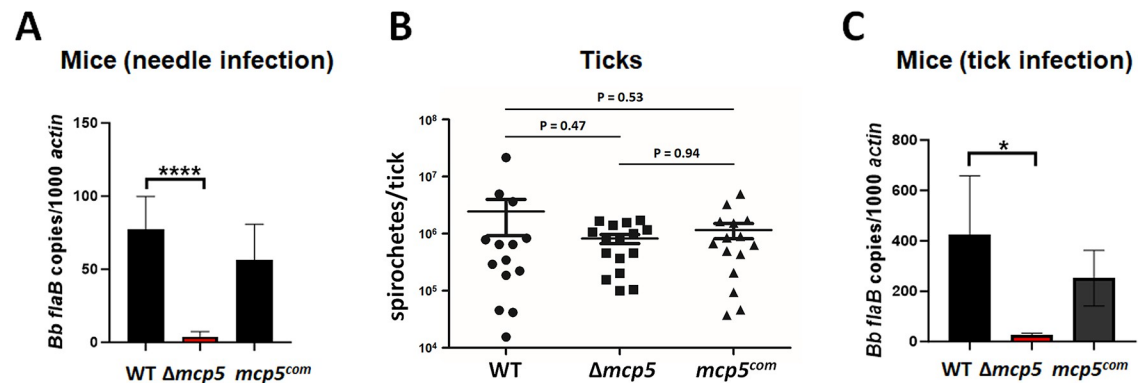 A
Mice (needle infection)
Bb flaB copies/1000 actin
150
100
50
0
****
WT Δmcp5 mcp5com
B
Ticks
spirochetes/tick
10⁸
10⁷
10⁶
10⁵
10⁴
P = 0.53
P = 0.47
P = 0.94
WT Δmcp5 mcp5com
C
Mice (tick infection)
Bb flaB copies/1000 actin
800
600
400
200
0
*
WT Δmcp5 mcp5com